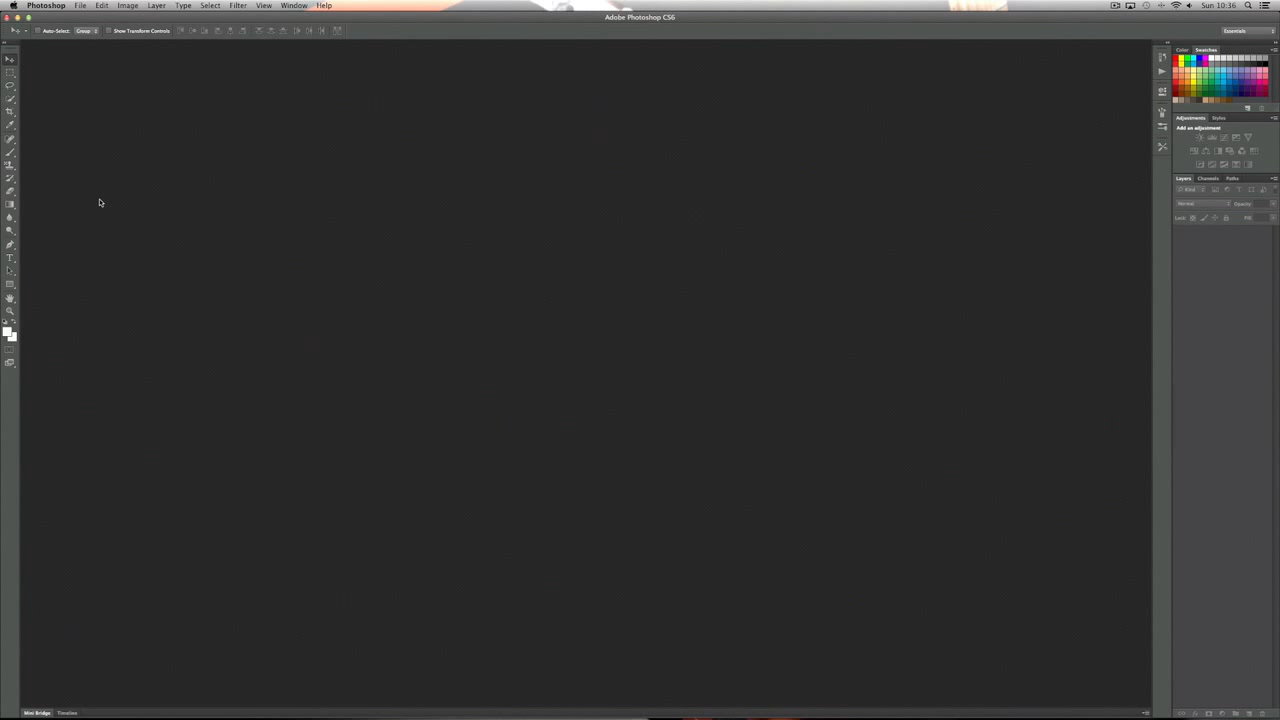 Photoshop File Edit Image Layer Type Select Filter View Window Help Sun 10:36
Adobe Photoshop CS6
Auto-Select: Group Show Transform Controls Essentials
Color Swatches
Adjustments Styles
Add an adjustment
Layers Channels Paths
Kind
Normal Opacity:
Lock: Fill:
Mini Bridge Timeline